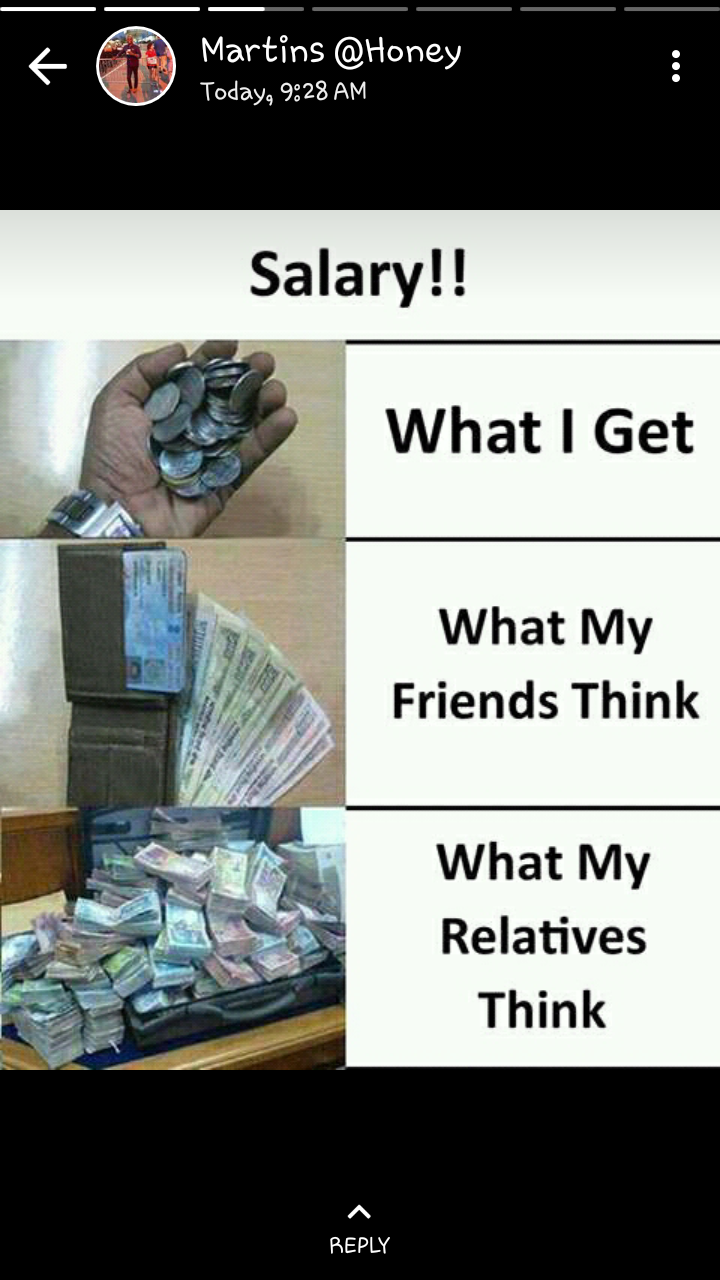 Martins @Honey
Today, 9:28 AM
Salary!!
What I Get
What My
Friends Think
What My
Relatives
Think
REPLY